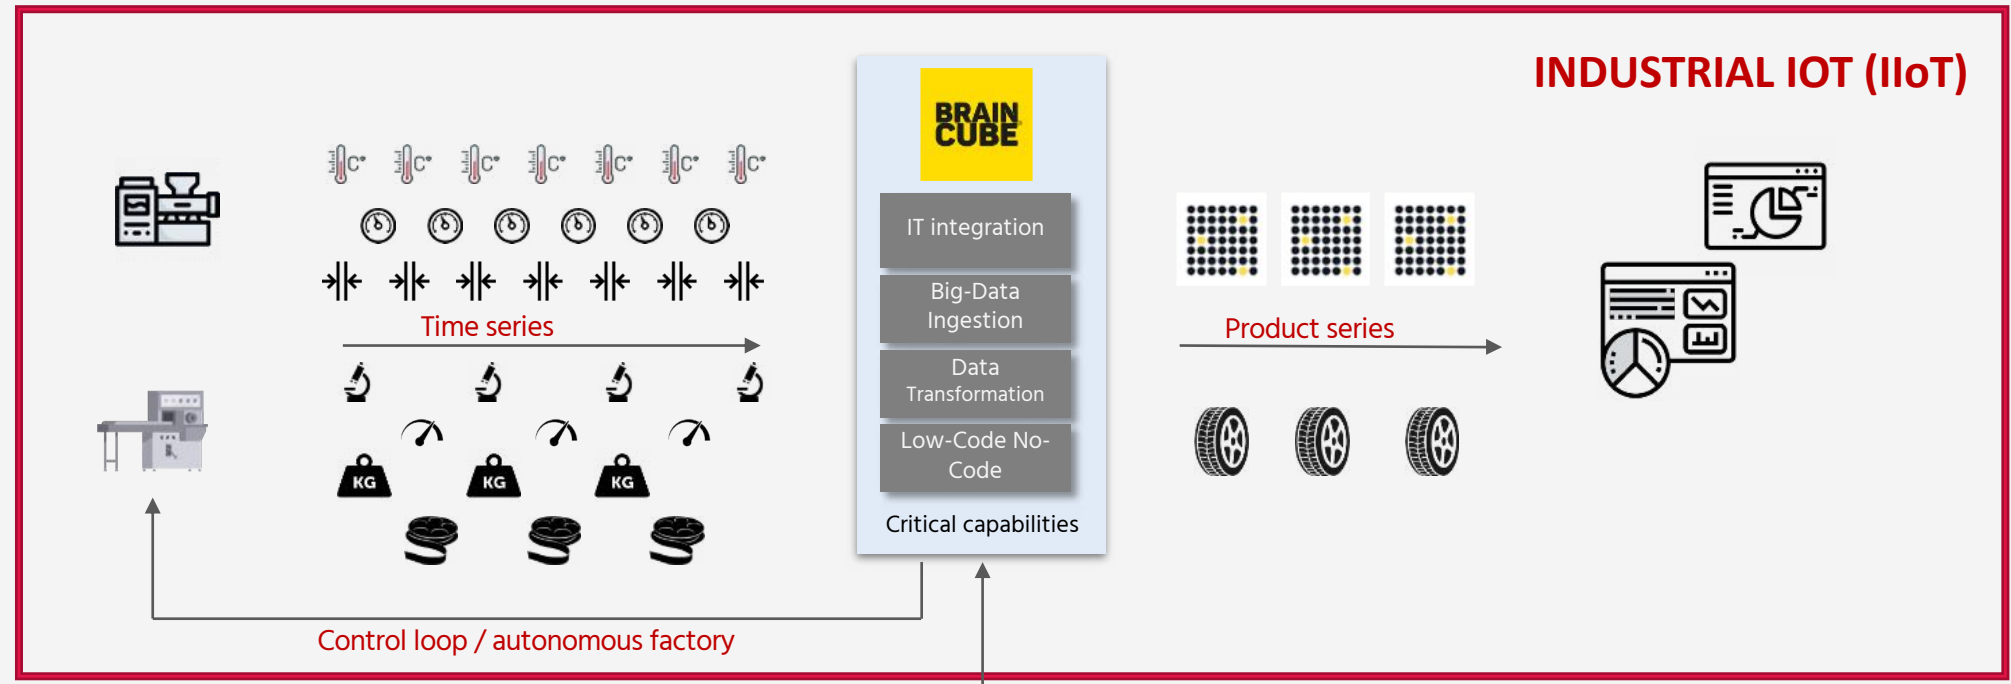 INDUSTRIAL IOT (IIoT)
BRAIN
CUBE
C°  C°  C°  C°  C°  C°  C°
IT integration
Big-Data
Ingestion
Time series
Product series
Data
Transformation
Low-Code No-
Code
KG  KG  KG
Critical capabilities
Control loop / autonomous factory